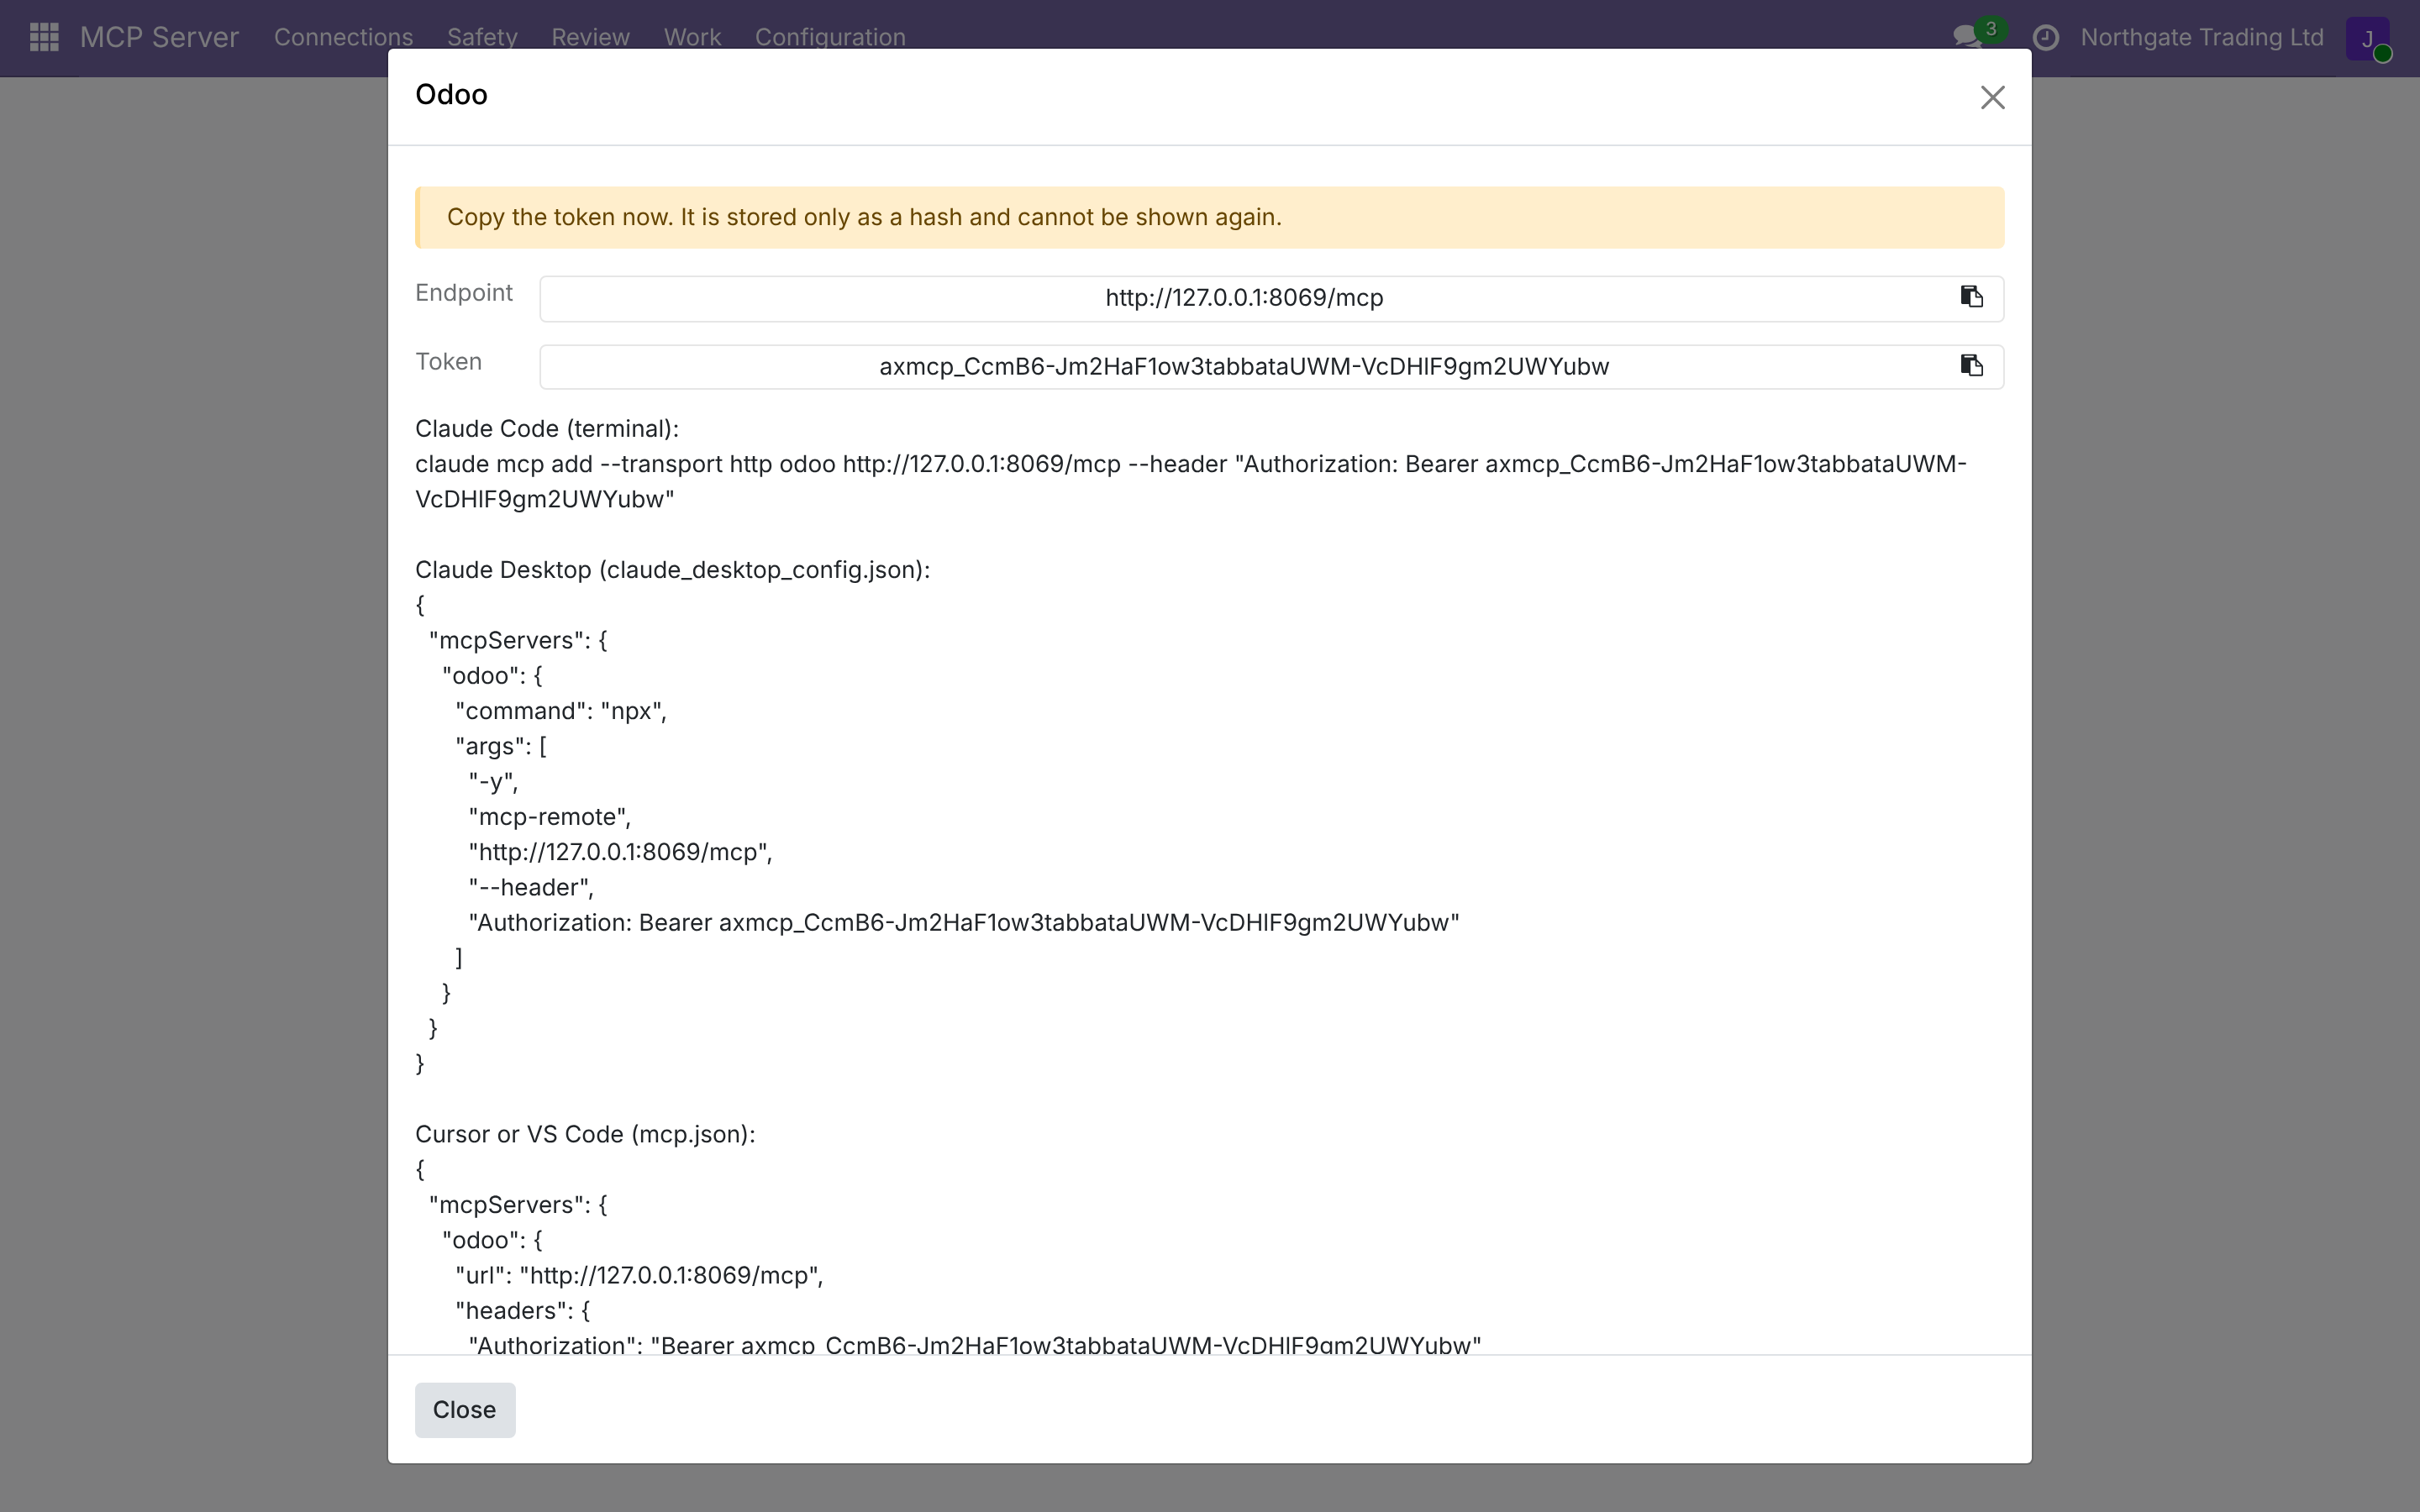 MCP Server Connections Safety Review Work Configuration 3 Northgate Trading Ltd J
Odoo
Copy the token now. It is stored only as a hash and cannot be shown again.
Endpoint http://127.0.0.1:8069/mcp
Token axmcp_CcmB6-Jm2HaF1ow3tabbataUWM-VcDHlF9gm2UWYubw
Claude Code (terminal):
claude mcp add --transport http odoo http://127.0.0.1:8069/mcp --header "Authorization: Bearer axmcp_CcmB6-Jm2HaF1ow3tabbataUWM-
VcDHlF9gm2UWYubw"
Claude Desktop (claude_desktop_config.json):
{
"mcpServers": {
"odoo": {
"command": "npx",
"args": [
"-y",
"mcp-remote",
"http://127.0.0.1:8069/mcp",
"--header",
"Authorization: Bearer axmcp_CcmB6-Jm2HaF1ow3tabbataUWM-VcDHlF9gm2UWYubw"
]
}
}
}
Cursor or VS Code (mcp.json):
{
"mcpServers": {
"odoo": {
"url": "http://127.0.0.1:8069/mcp",
"headers": {
"Authorization": "Bearer axmcp_CcmB6-Jm2HaF1ow3tabbataUWM-VcDHlF9gm2UWYubw"
Close